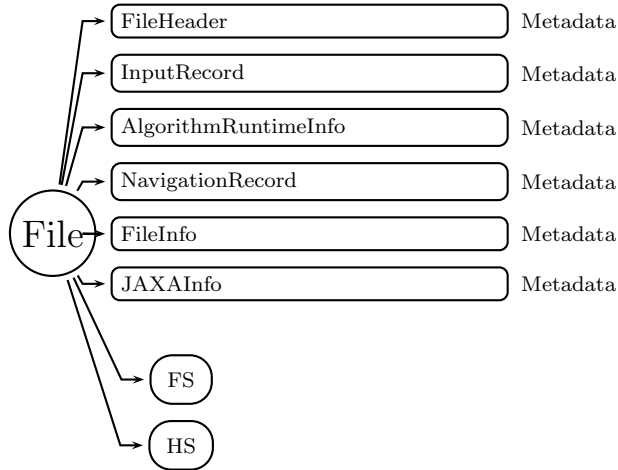 FileHeader Metadata
InputRecord Metadata
AlgorithmRuntimeInfo Metadata
NavigationRecord Metadata
File
FileInfo Metadata
JAXAInfo Metadata
FS
HS